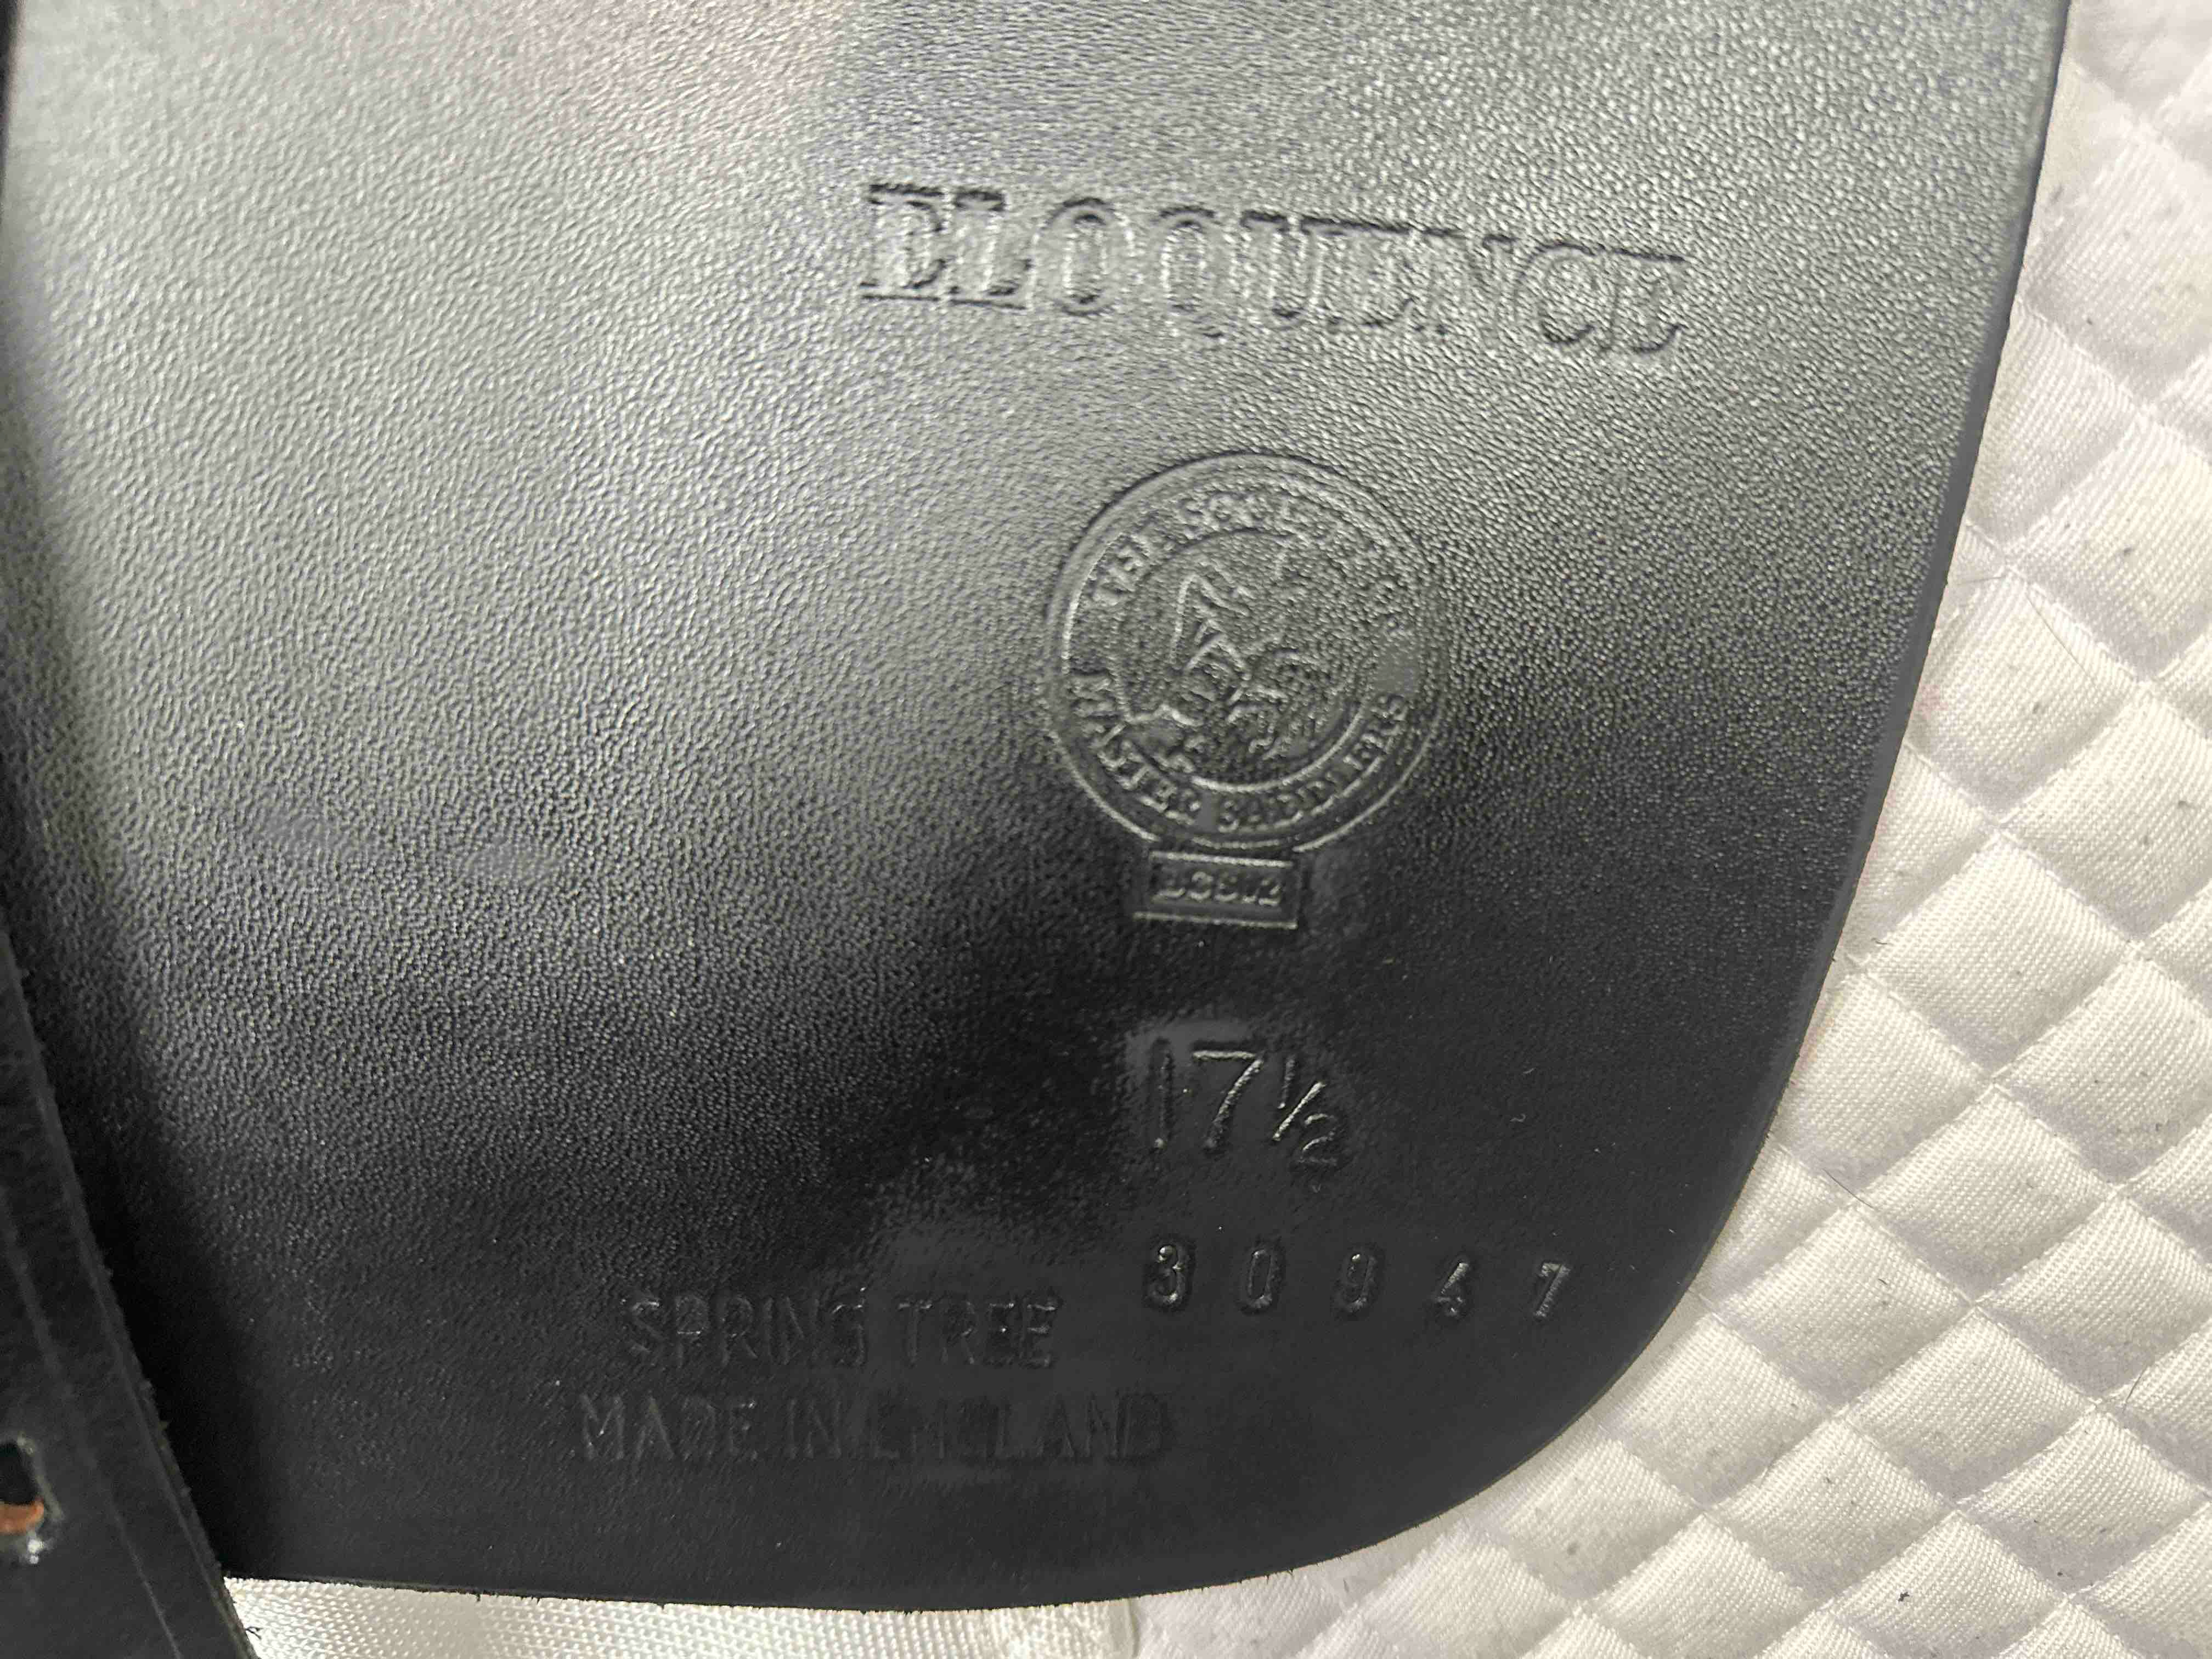 ELOQUENCE
THE SOCIETY OF
MASTER SADDLERS
17½
30947
SPRING TREE
MADE IN ENGLAND